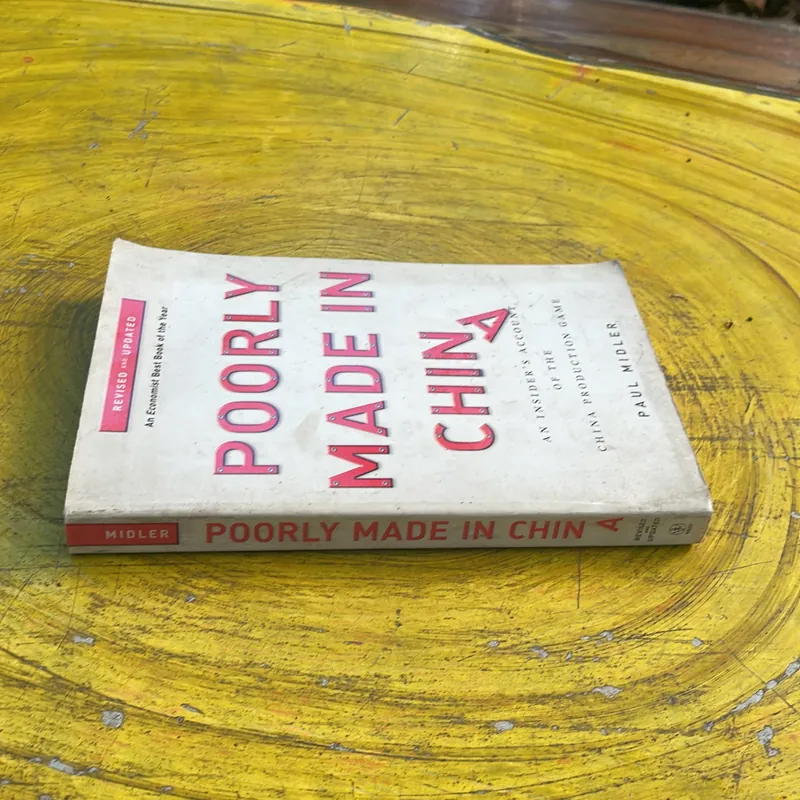 REVISED AND UPDATED
An Economist Best Book of the Year
POORLY
MADE IN
CHINA
AN INSIDER'S ACCOUNT
OF THE
CHINA PRODUCTION GAME
PAUL MIDLER
MIDLER
POORLY MADE IN CHINA
REVISED
AND
UPDATED